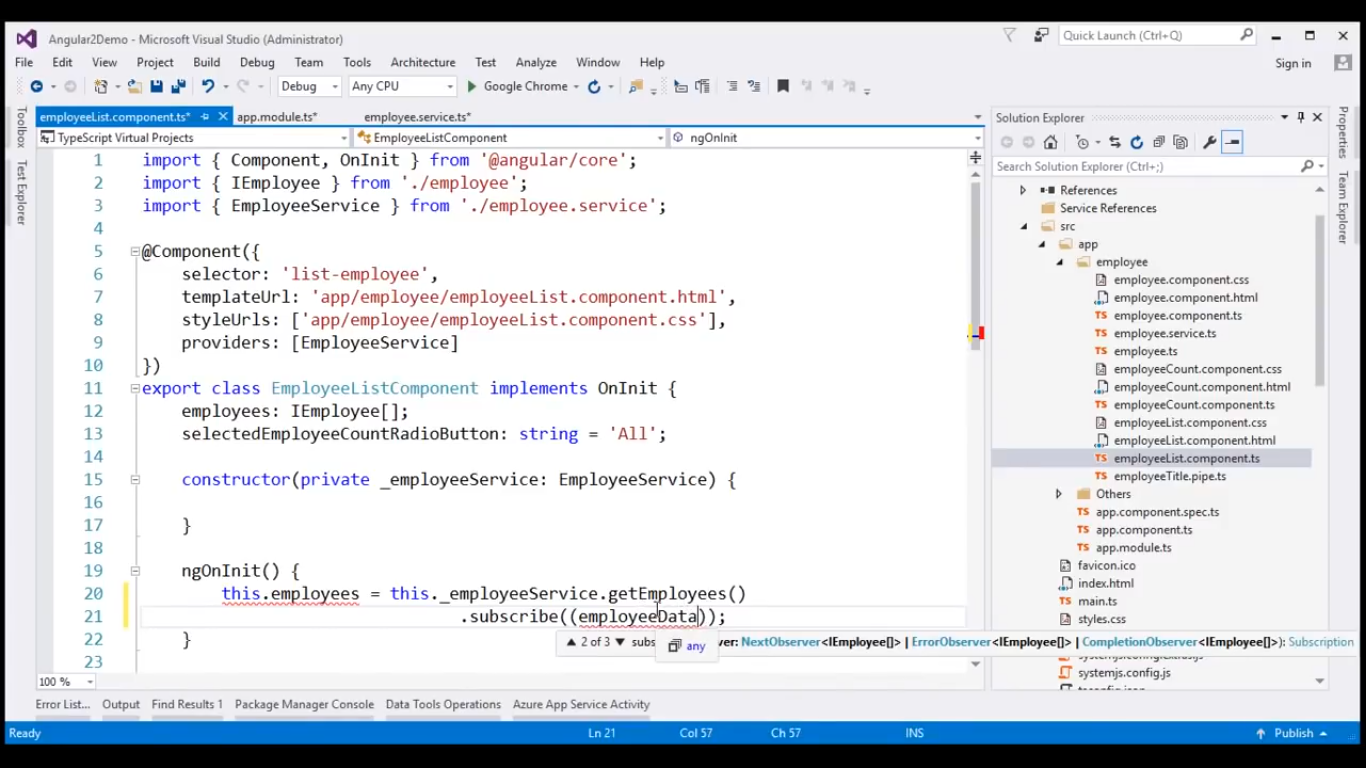 Angular2Demo - Microsoft Visual Studio (Administrator)
Quick Launch (Ctrl+Q)
File Edit View Project Build Debug Team Tools Architecture Test Analyze Window Help
Sign in
Debug Any CPU Google Chrome
employeeList.component.ts* app.module.ts* employee.service.ts*
TypeScript Virtual Projects EmployeeListComponent ngOnInit
Toolbox
Test Explorer
1 import { Component, OnInit } from '@angular/core';
2 import { IEmployee } from './employee';
3 import { EmployeeService } from './employee.service';
4
5 @Component({
6 selector: 'list-employee',
7 templateUrl: 'app/employee/employeeList.component.html',
8 styleUrls: ['app/employee/employeeList.component.css'],
9 providers: [EmployeeService]
10 })
11 export class EmployeeListComponent implements OnInit {
12 employees: IEmployee[];
13 selectedEmployeeCountRadioButton: string = 'All';
14
15 constructor(private _employeeService: EmployeeService) {
16
17 }
18
19 ngOnInit() {
20 this.employees = this._employeeService.getEmployees()
21 .subscribe((employeeData));
22 }
23
2 of 3 subs
any
ver: NextObserver<IEmployee[]> | ErrorObserver<IEmployee[]> | CompletionObserver<IEmployee[]>): Subscription
100 %
Solution Explorer
Search Solution Explorer (Ctrl+;)
References
Service References
src
app
employee
employee.component.css
employee.component.html
employee.component.ts
employee.service.ts
employee.ts
employeeCount.component.css
employeeCount.component.html
employeeCount.component.ts
employeeList.component.css
employeeList.component.html
employeeList.component.ts
employeeTitle.pipe.ts
Others
app.component.spec.ts
app.component.ts
app.module.ts
favicon.ico
index.html
main.ts
styles.css
systemjs.config.js
Properties
Team Explorer
Error List... Output Find Results 1 Package Manager Console Data Tools Operations Azure App Service Activity
Ready Ln 21 Col 57 Ch 57 INS Publish